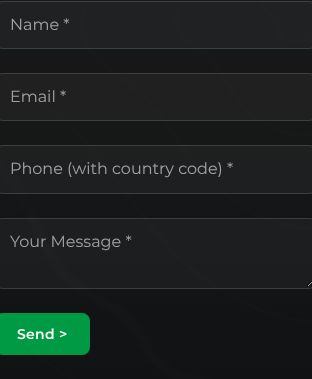 Name *
Email *
Phone (with country code) *
Your Message *
Send >